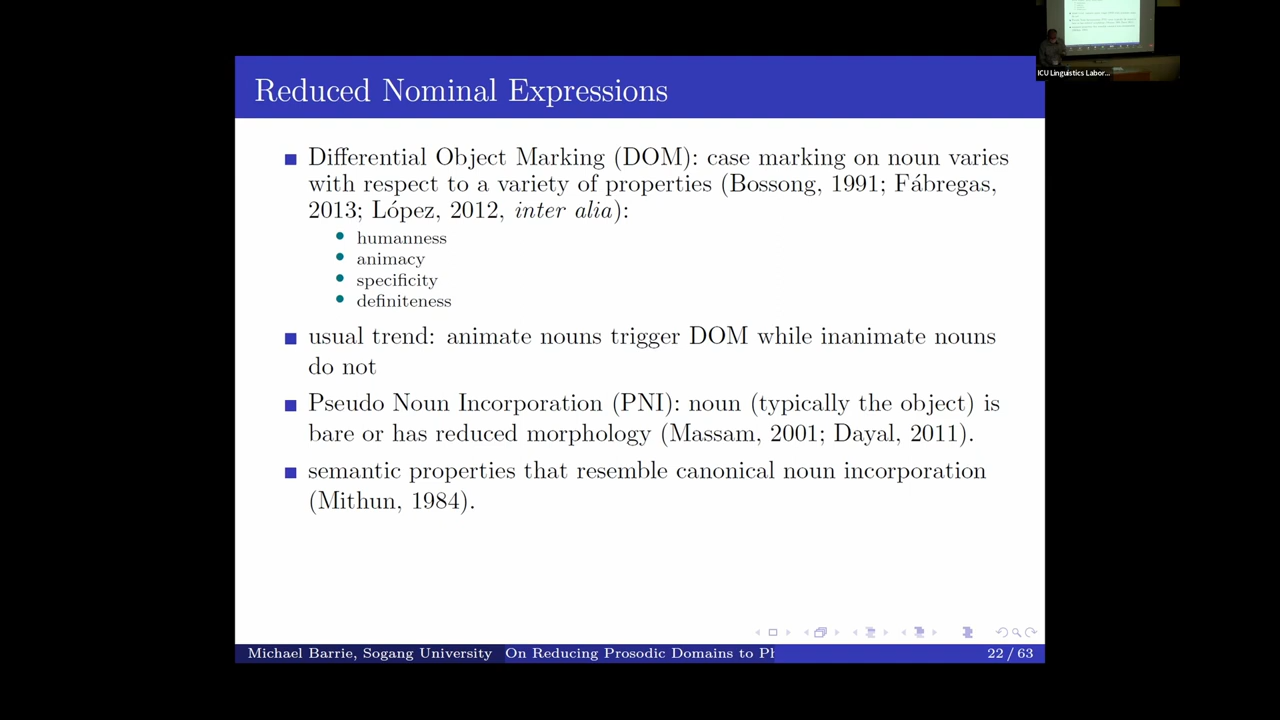 ICU Linguistics Labor...
Reduced Nominal Expressions
Differential Object Marking (DOM): case marking on noun varies
with respect to a variety of properties (Bossong, 1991; Fábregas,
2013; López, 2012, inter alia):
humanness
animacy
specificity
definiteness
usual trend: animate nouns trigger DOM while inanimate nouns
do not
Pseudo Noun Incorporation (PNI): noun (typically the object) is
bare or has reduced morphology (Massam, 2001; Dayal, 2011).
semantic properties that resemble canonical noun incorporation
(Mithun, 1984).
Michael Barrie, Sogang University On Reducing Prosodic Domains to Ph 22 / 63